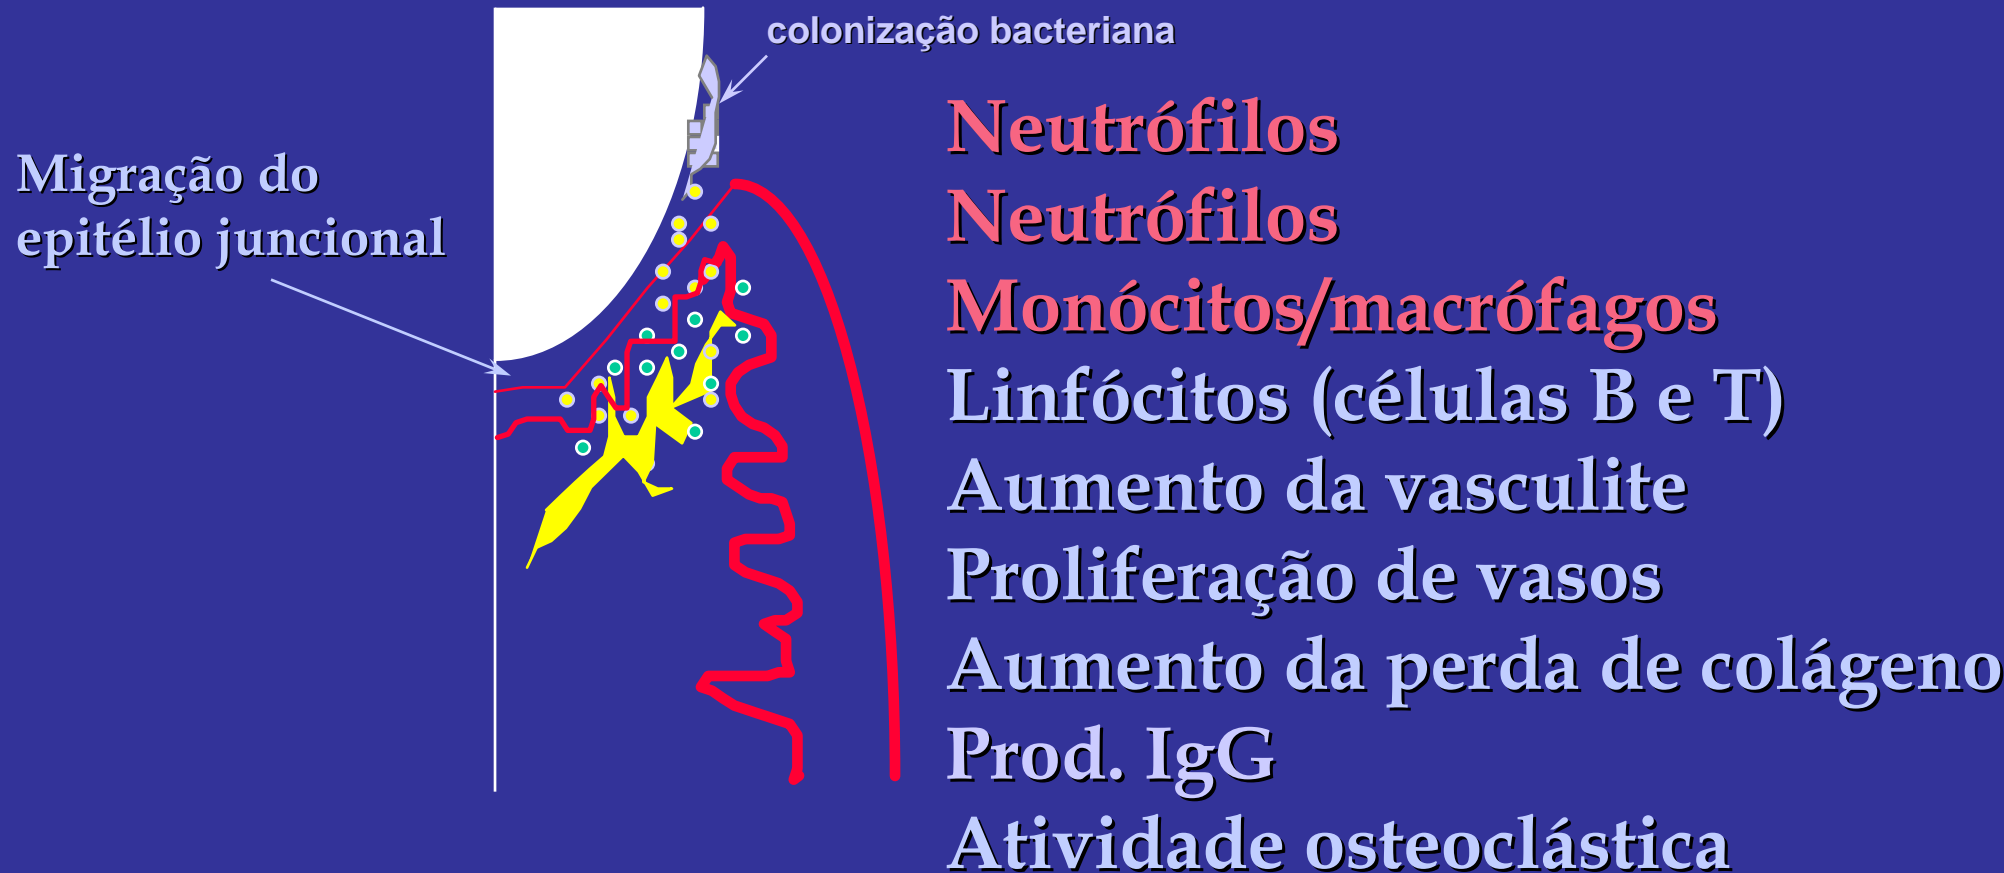 colonização bacteriana
Migração do
epitélio juncional
Neutrófilos
Neutrófilos
Monócitos/macrófagos
Linfócitos (células B e T)
Aumento da vasculite
Proliferação de vasos
Aumento da perda de colágeno
Prod. IgG
Atividade osteoclástica